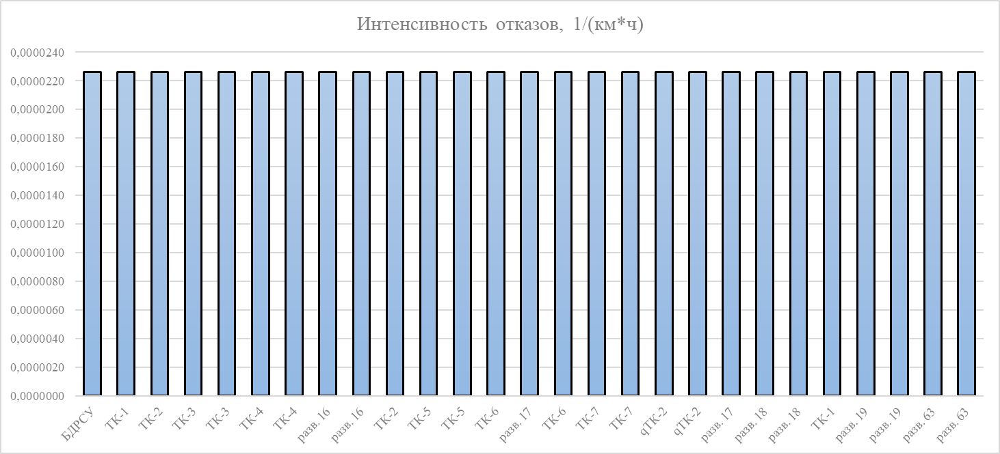 Интенсивность отказов, 1/(км*ч)
0,0000240
0,0000220
0,0000200
0,0000180
0,0000160
0,0000140
0,0000120
0,0000100
0,0000080
0,0000060
0,0000040
0,0000020
0,0000000
БДРСУ
ТК-1
ТК-2
ТК-3
ТК-3
ТК-4
ТК-4
разв. 16
разв. 16
ТК-2
ТК-5
ТК-5
ТК-6
разв. 17
ТК-6
ТК-7
ТК-7
qТК-2
qТК-2
разв. 17
разв. 18
разв. 18
ТК-1
разв. 19
разв. 19
разв. 63
разв. 63